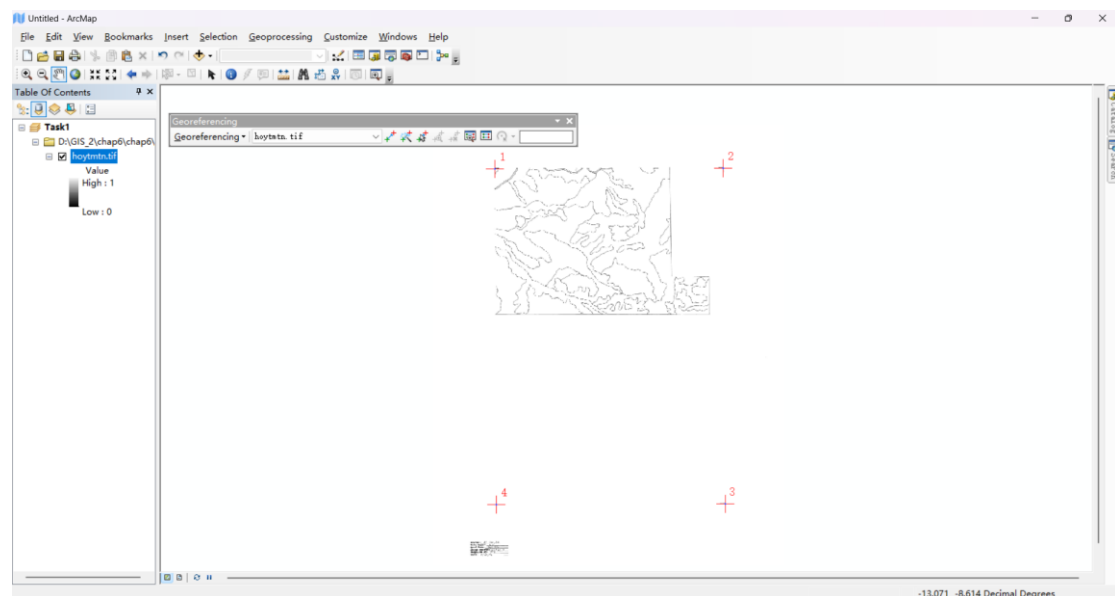 Untitled - ArcMap
File Edit View Bookmarks Insert Selection Geoprocessing Customize Windows Help
Table Of Contents
Task1
D:\GIS_2\chap6\chap6\
hoytmtn.tif
Value
High : 1
Low : 0
Georeferencing
Georeferencing hoytmtn.tif
1
2
4
3
Catalog
Search
-13.071 -8.614 Decimal Degrees